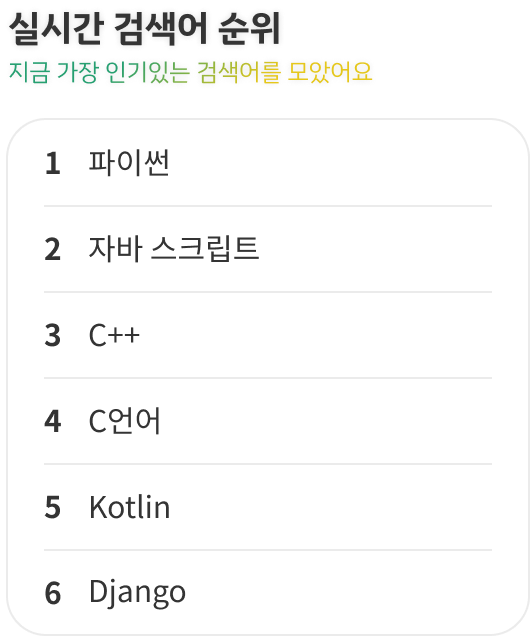 실시간 검색어 순위
지금 가장 인기있는 검색어를 모았어요
1 파이썬
2 자바 스크립트
3 C++
4 C언어
5 Kotlin
6 Django